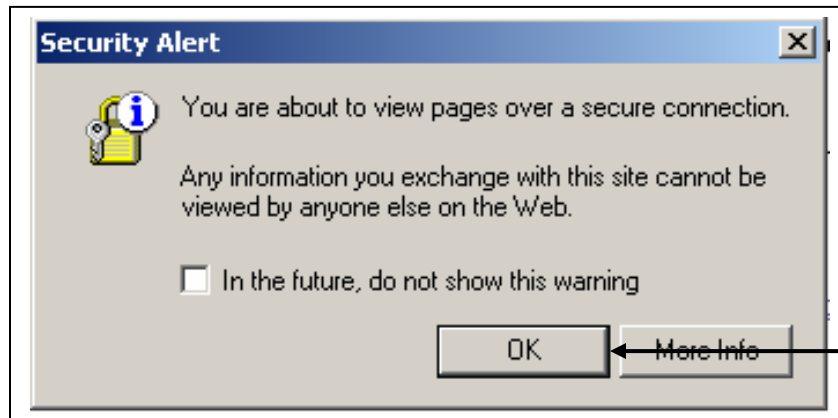 Security Alert
You are about to view pages over a secure connection.
Any information you exchange with this site cannot be
viewed by anyone else on the Web.
In the future, do not show this warning
OK
More Info